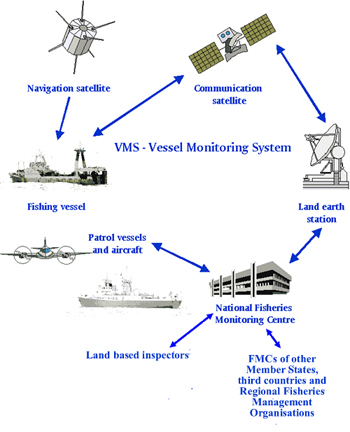 Navigation satellite
Communication
satellite
VMS - Vessel Monitoring System
Fishing vessel
Land earth
station
Patrol vessels
and aircraft
National Fisheries
Monitoring Centre
Land based inspectors
FMCs of other
Member States,
third countries and
Regional Fisheries
Management
Organisations